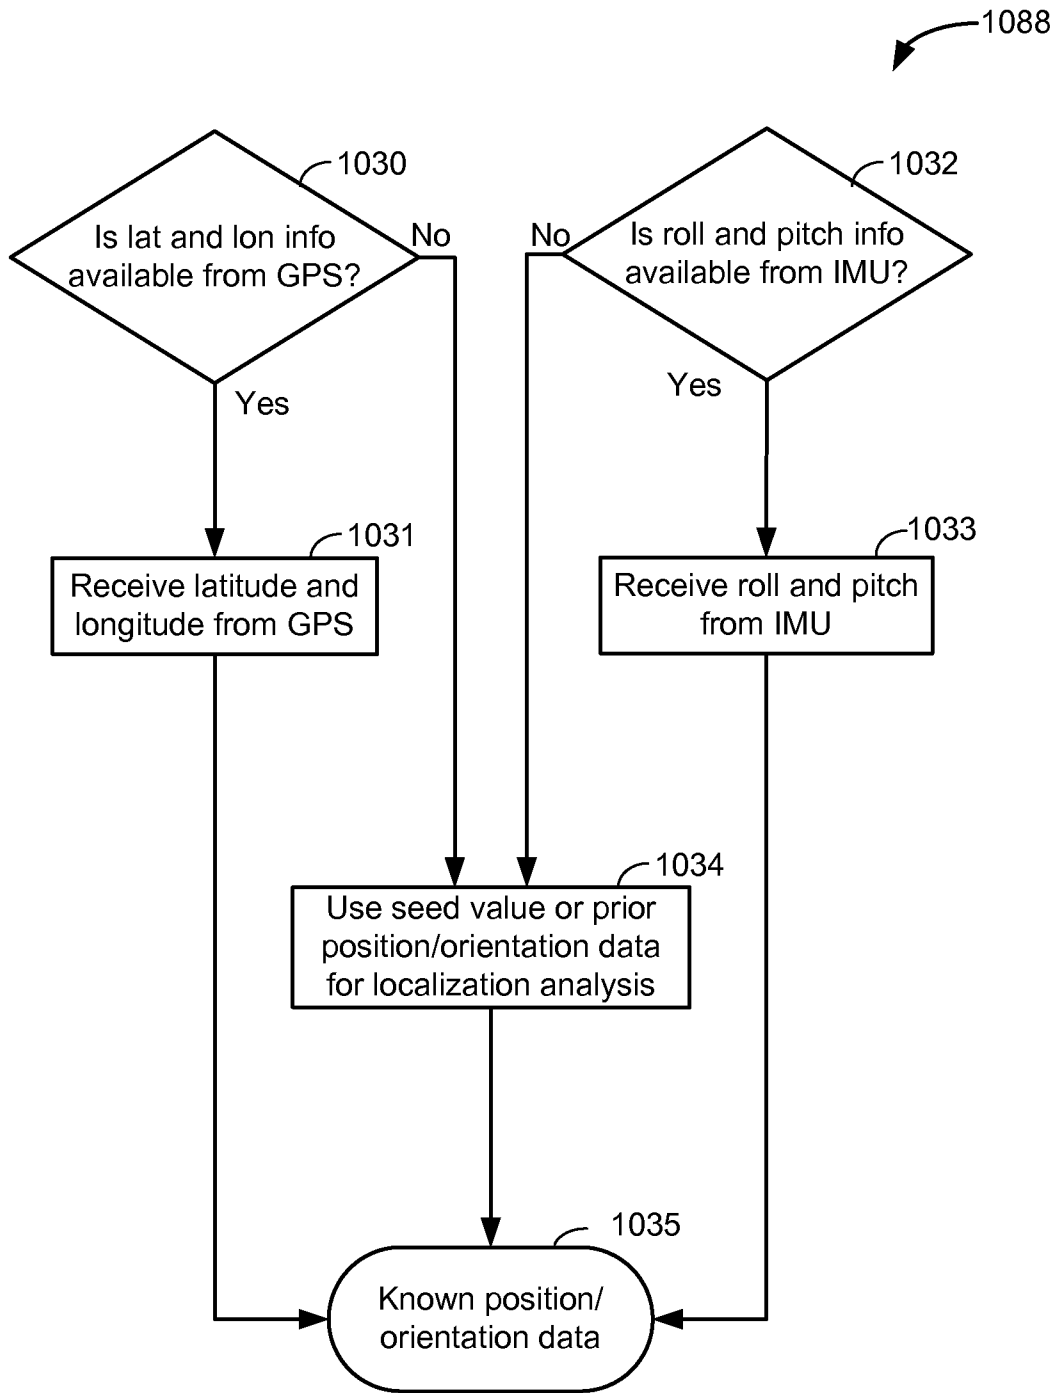 1088
1030
Is lat and lon info
available from GPS?
No
Yes
1032
Is roll and pitch info
available from IMU?
No
Yes
1031
Receive latitude and
longitude from GPS
1033
Receive roll and pitch
from IMU
1034
Use seed value or prior
position/orientation data
for localization analysis
1035
Known position/
orientation data